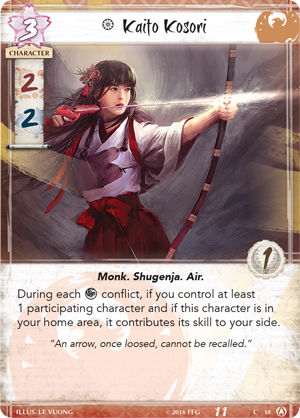 3
Kaito Kosori
CHARACTER
2
2
1
Monk. Shugenja. Air.
During each conflict, if you control at least
1 participating character and if this character is in
your home area, it contributes its skill to your side.
“An arrow, once loosed, cannot be recalled.”
ILLUS. LE VUONG © 2018 FFG 11 C 18